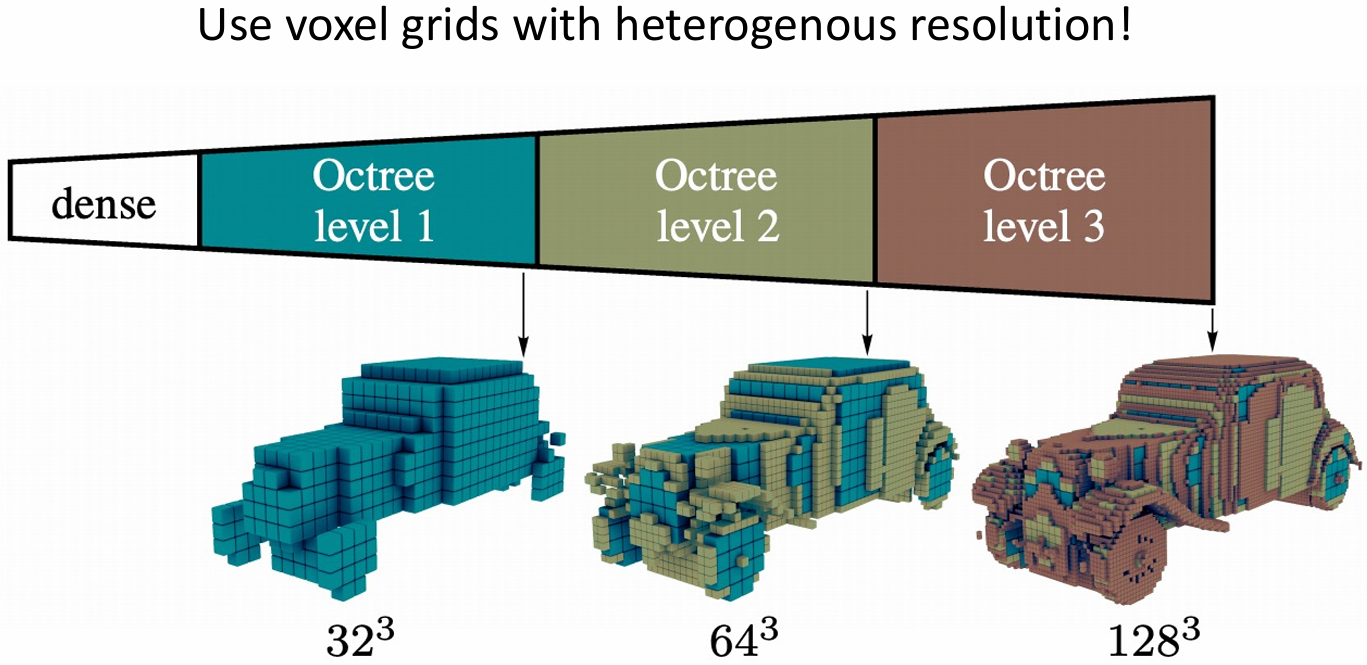 Use voxel grids with heterogenous resolution!
dense
Octree
level 1
Octree
level 2
Octree
level 3
32³
64³
128³